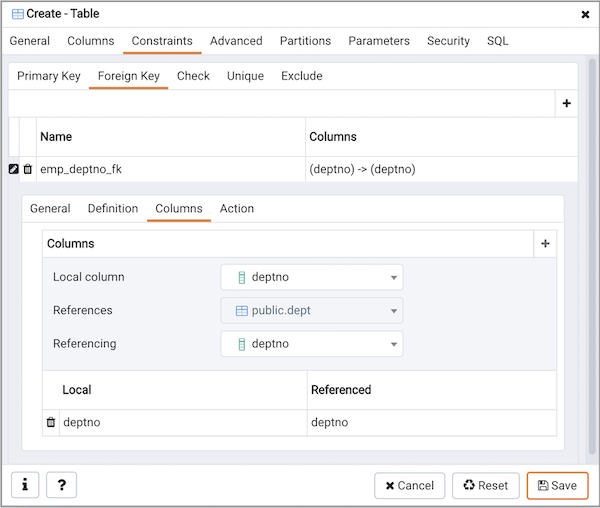 Create - Table
General Columns Constraints Advanced Partitions Parameters Security SQL
Primary Key Foreign Key Check Unique Exclude
Name Columns
emp_deptno_fk (deptno) -> (deptno)
General Definition Columns Action
Columns
Local column deptno
References public.dept
Referencing deptno
Local Referenced
deptno deptno
i ? Cancel Reset Save